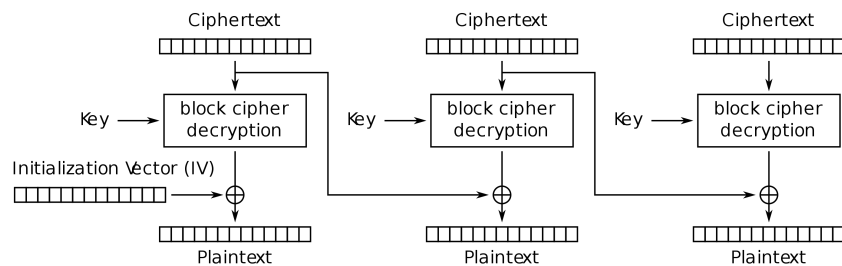 Ciphertext
Ciphertext
Ciphertext
Key
block cipher
decryption
Key
block cipher
decryption
Key
block cipher
decryption
Initialization Vector (IV)
Plaintext
Plaintext
Plaintext